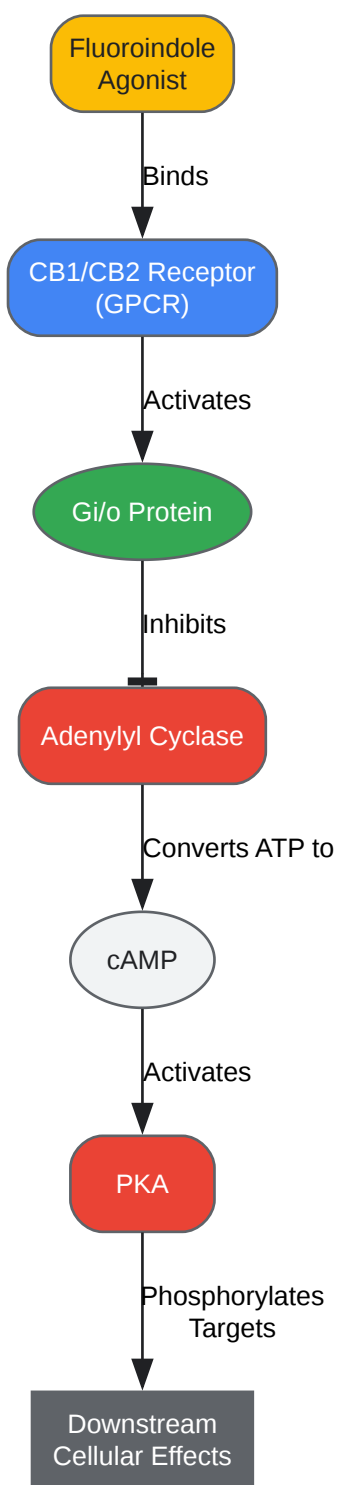 Fluoroindole
Agonist
Binds
CB1/CB2 Receptor
(GPCR)
Activates
Gi/o Protein
Inhibits
Adenylyl Cyclase
Converts ATP to
cAMP
Activates
PKA
Phosphorylates
Targets
Downstream
Cellular Effects